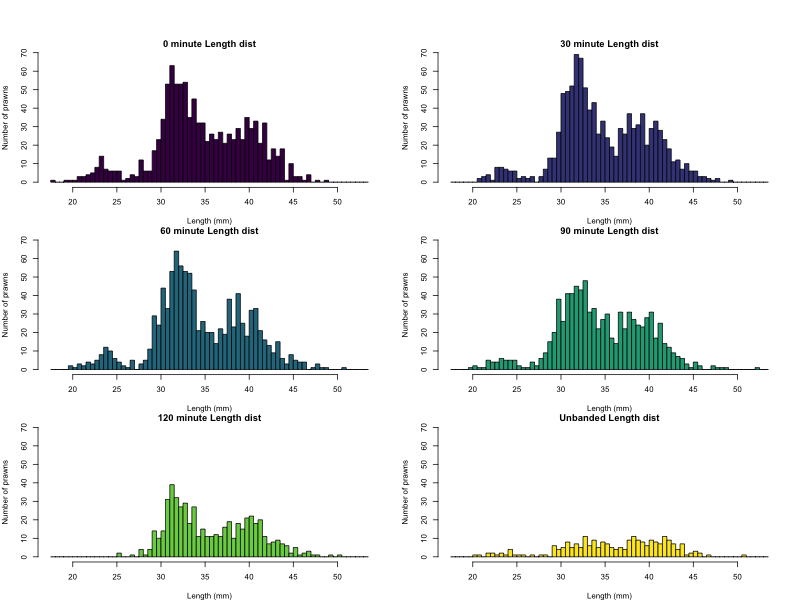 0 minute Length dist
Number of prawns
0 10 20 30 40 50 60 70
20 25 30 35 40 45 50
Length (mm)
30 minute Length dist
Number of prawns
0 10 20 30 40 50 60 70
20 25 30 35 40 45 50
Length (mm)
60 minute Length dist
Number of prawns
0 10 20 30 40 50 60 70
20 25 30 35 40 45 50
Length (mm)
90 minute Length dist
Number of prawns
0 10 20 30 40 50 60 70
20 25 30 35 40 45 50
Length (mm)
120 minute Length dist
Number of prawns
0 10 20 30 40 50 60 70
20 25 30 35 40 45 50
Length (mm)
Unbanded Length dist
Number of prawns
0 10 20 30 40 50 60 70
20 25 30 35 40 45 50
Length (mm)